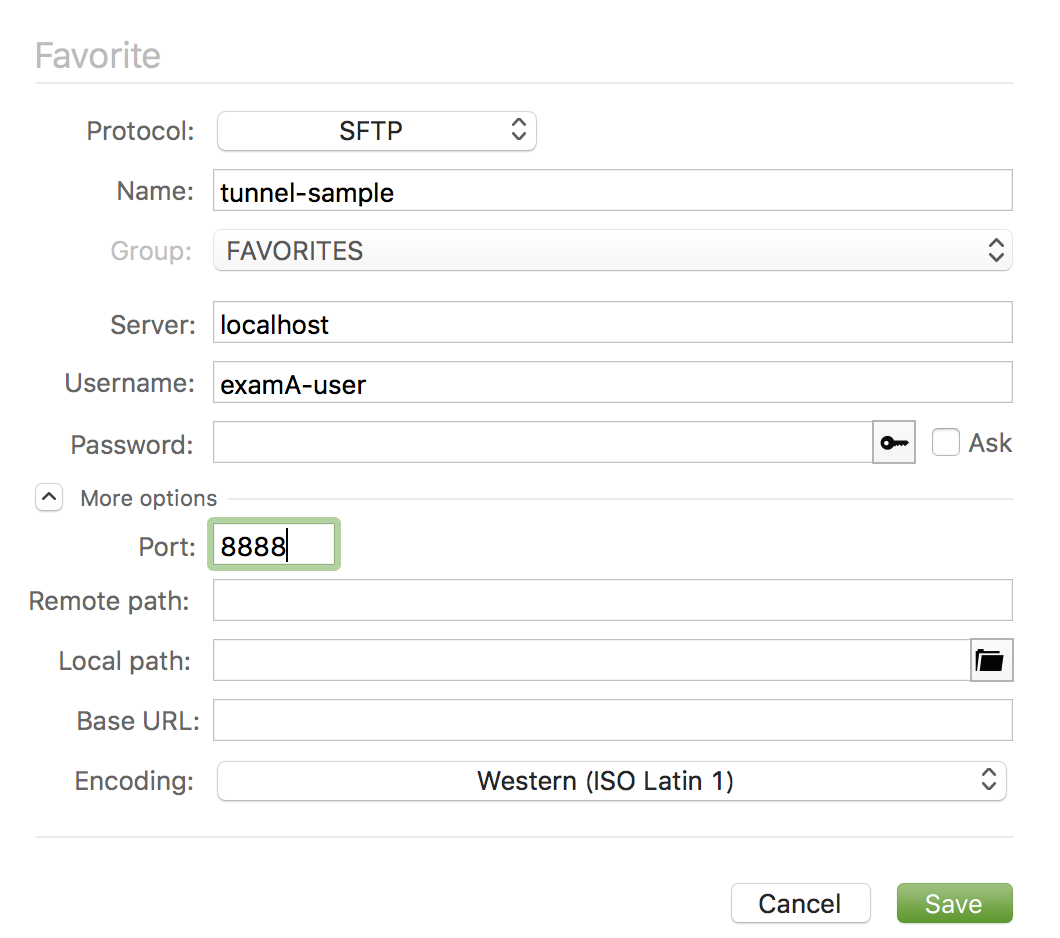 Favorite
Protocol: SFTP
Name: tunnel-sample
Group: FAVORITES
Server: localhost
Username: examA-user
Password: Ask
More options
Port: 8888
Remote path:
Local path:
Base URL:
Encoding: Western (ISO Latin 1)
Cancel Save